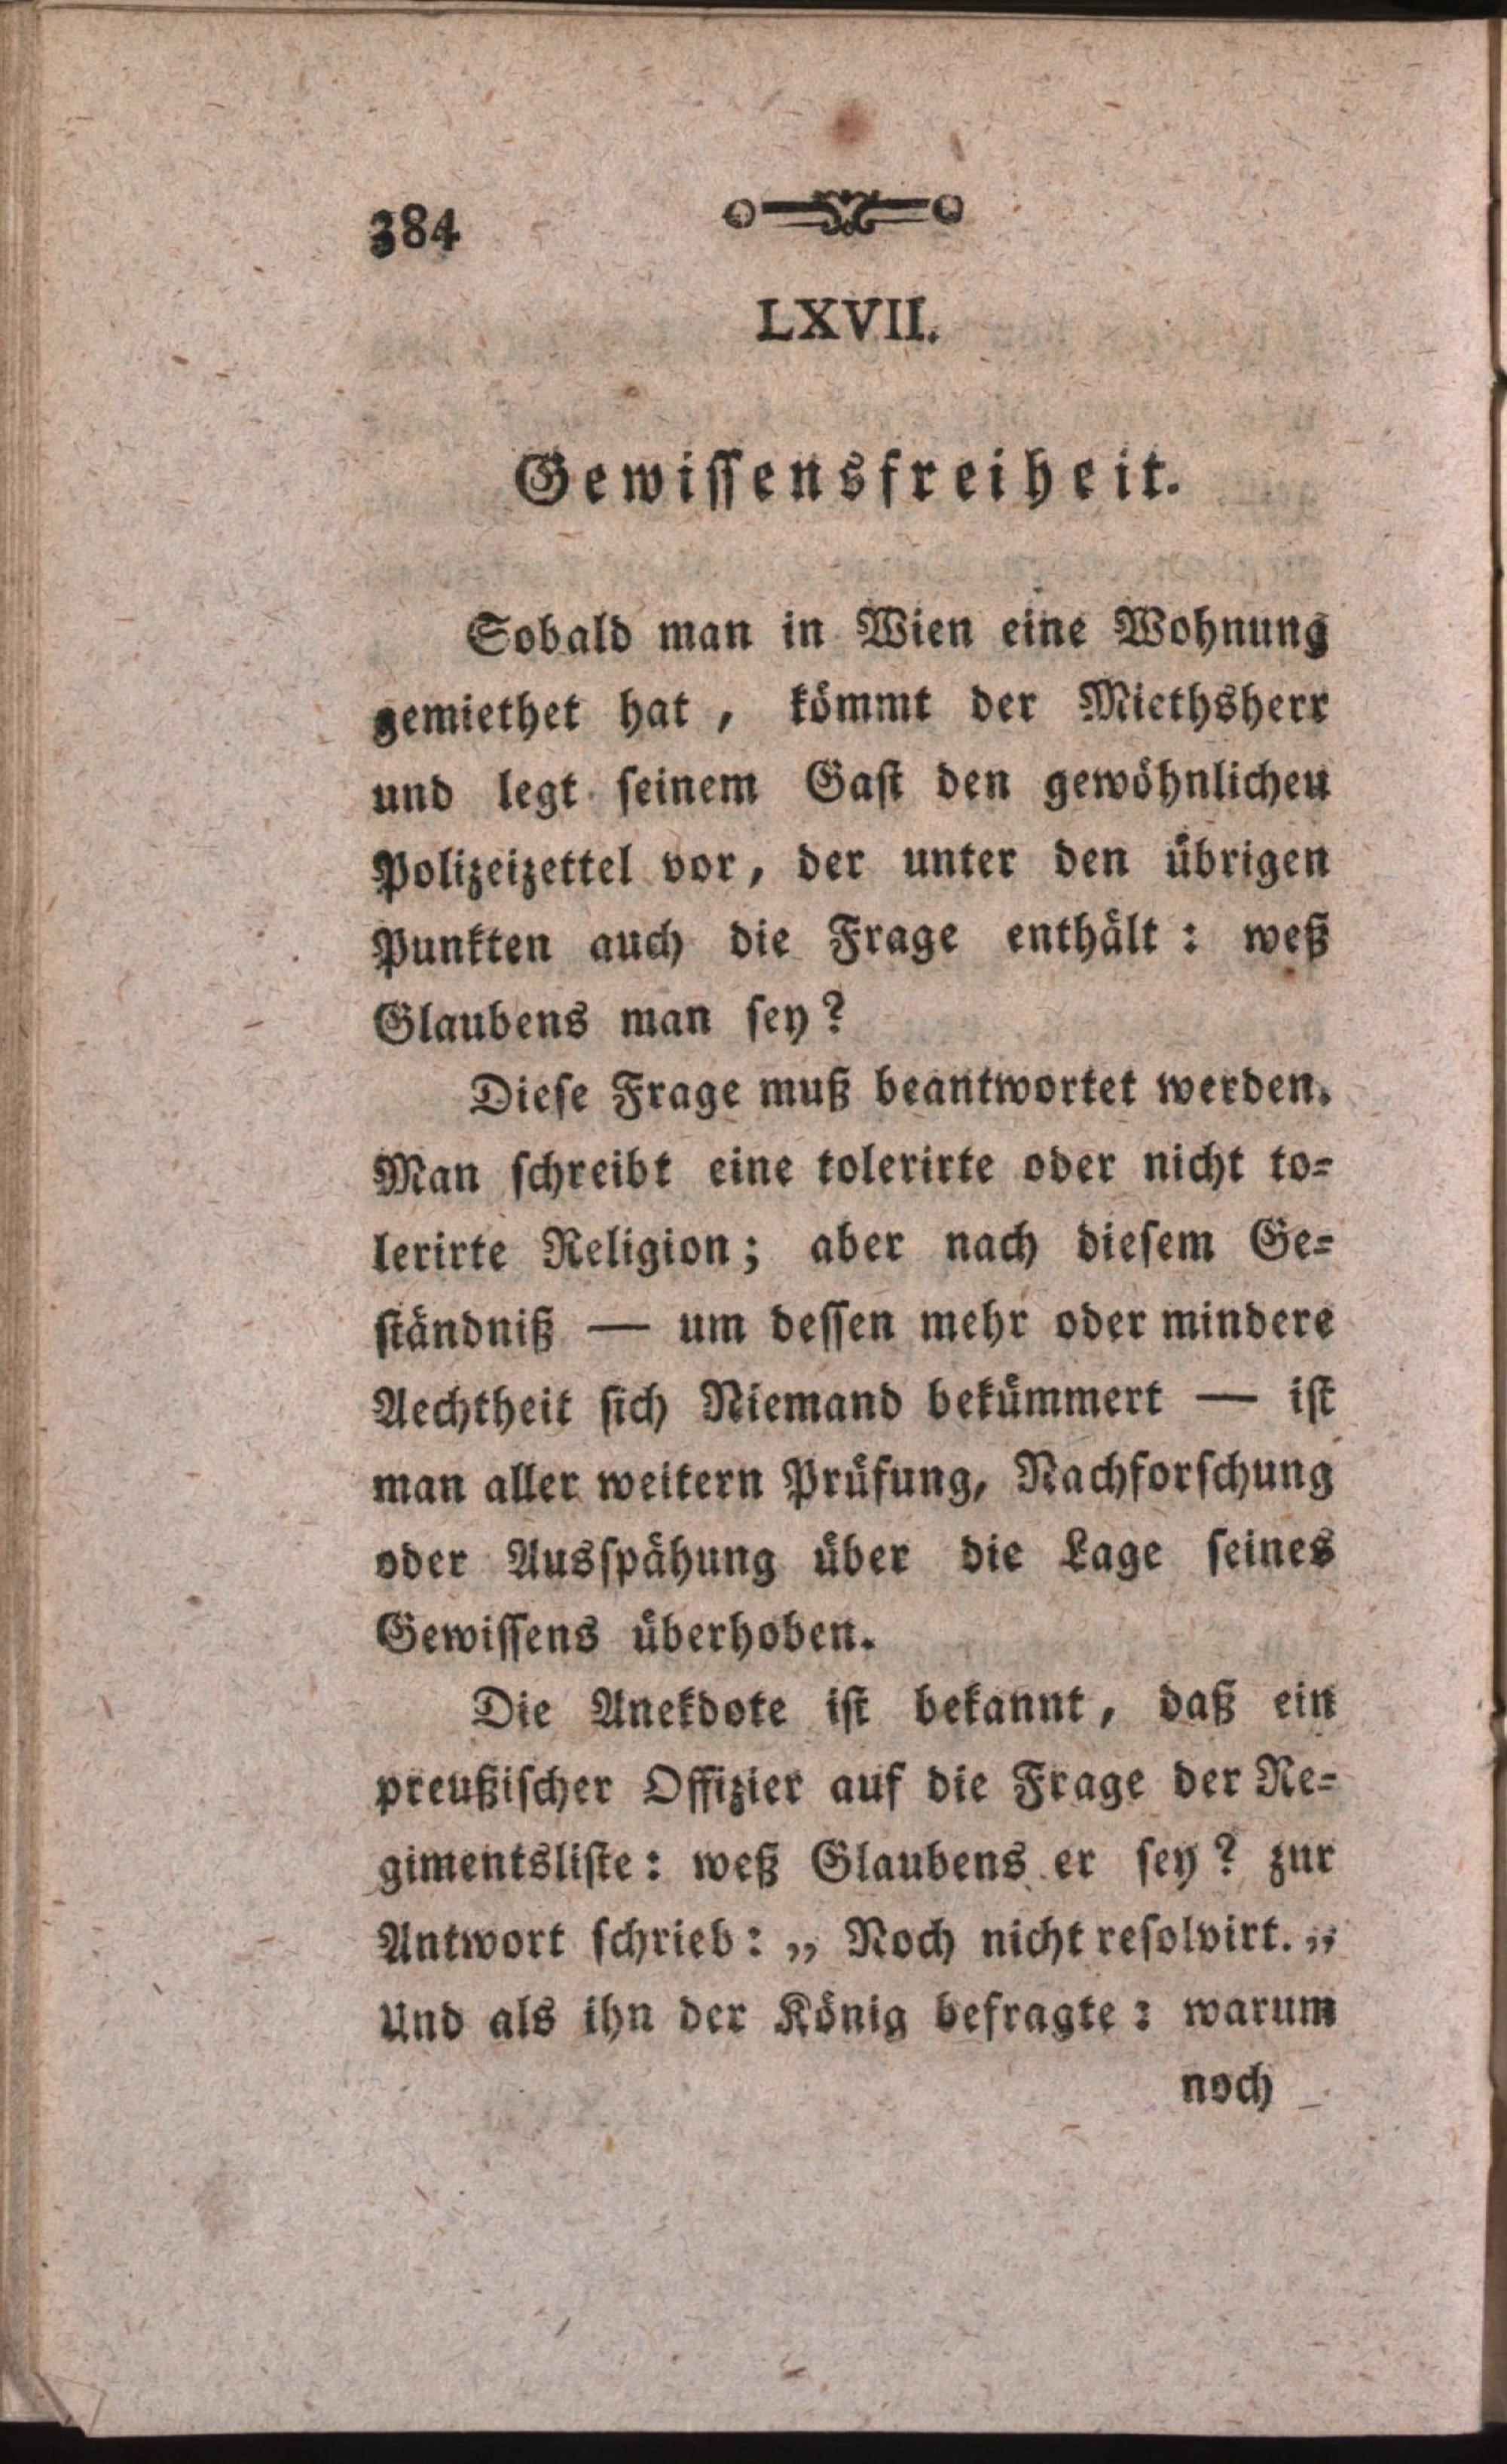 384
LXVII.
Gewissensfreiheit.
Sobald man in Wien eine Wohnung
gemiethet hat, kömmt der Miethsherr
und legt seinem Gast den gewöhnlichen
Polizeizettel vor, der unter den übrigen
Punkten auch die Frage enthält: weß
Glaubens man sey?
Diese Frage muß beantwortet werden.
Man schreibt eine tolerirte oder nicht to-
lerirte Religion; aber nach diesem Ge-
ständniß — um dessen mehr oder mindere
Aechtheit sich Niemand bekümmert — ist
man aller weitern Prüfung, Nachforschung
oder Ausspähung über die Lage seines
Gewissens überhoben.
Die Anekdote ist bekannt, daß ein
preußischer Offizier auf die Frage der Re-
gimentsliste: weß Glaubens er sey? zur
Antwort schrieb: „Noch nicht resolvirt.„
Und als ihn der König befragte: warum
noch